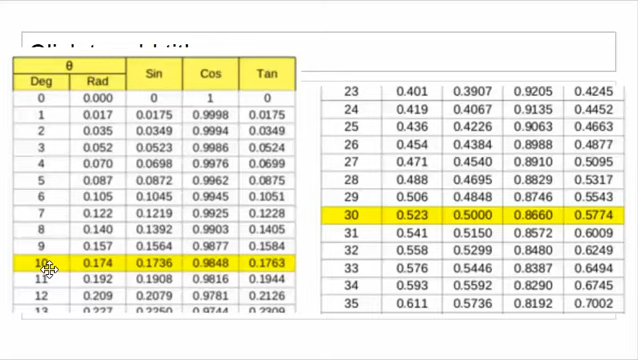 θ
Deg Rad Sin Cos Tan
0 0.000 0 1 0
1 0.017 0.0175 0.9998 0.0175
2 0.035 0.0349 0.9994 0.0349
3 0.052 0.0523 0.9986 0.0524
4 0.070 0.0698 0.9976 0.0699
5 0.087 0.0872 0.9962 0.0875
6 0.105 0.1045 0.9945 0.1051
7 0.122 0.1219 0.9925 0.1228
8 0.140 0.1392 0.9903 0.1405
9 0.157 0.1564 0.9877 0.1584
10 0.174 0.1736 0.9848 0.1763
11 0.192 0.1908 0.9816 0.1944
12 0.209 0.2079 0.9781 0.2126
13 0.227 0.2250 0.9744 0.2309
23 0.401 0.3907 0.9205 0.4245
24 0.419 0.4067 0.9135 0.4452
25 0.436 0.4226 0.9063 0.4663
26 0.454 0.4384 0.8988 0.4877
27 0.471 0.4540 0.8910 0.5095
28 0.488 0.4695 0.8829 0.5317
29 0.506 0.4848 0.8746 0.5543
30 0.523 0.5000 0.8660 0.5774
31 0.541 0.5150 0.8572 0.6009
32 0.558 0.5299 0.8480 0.6249
33 0.576 0.5446 0.8387 0.6494
34 0.593 0.5592 0.8290 0.6745
35 0.611 0.5736 0.8192 0.7002